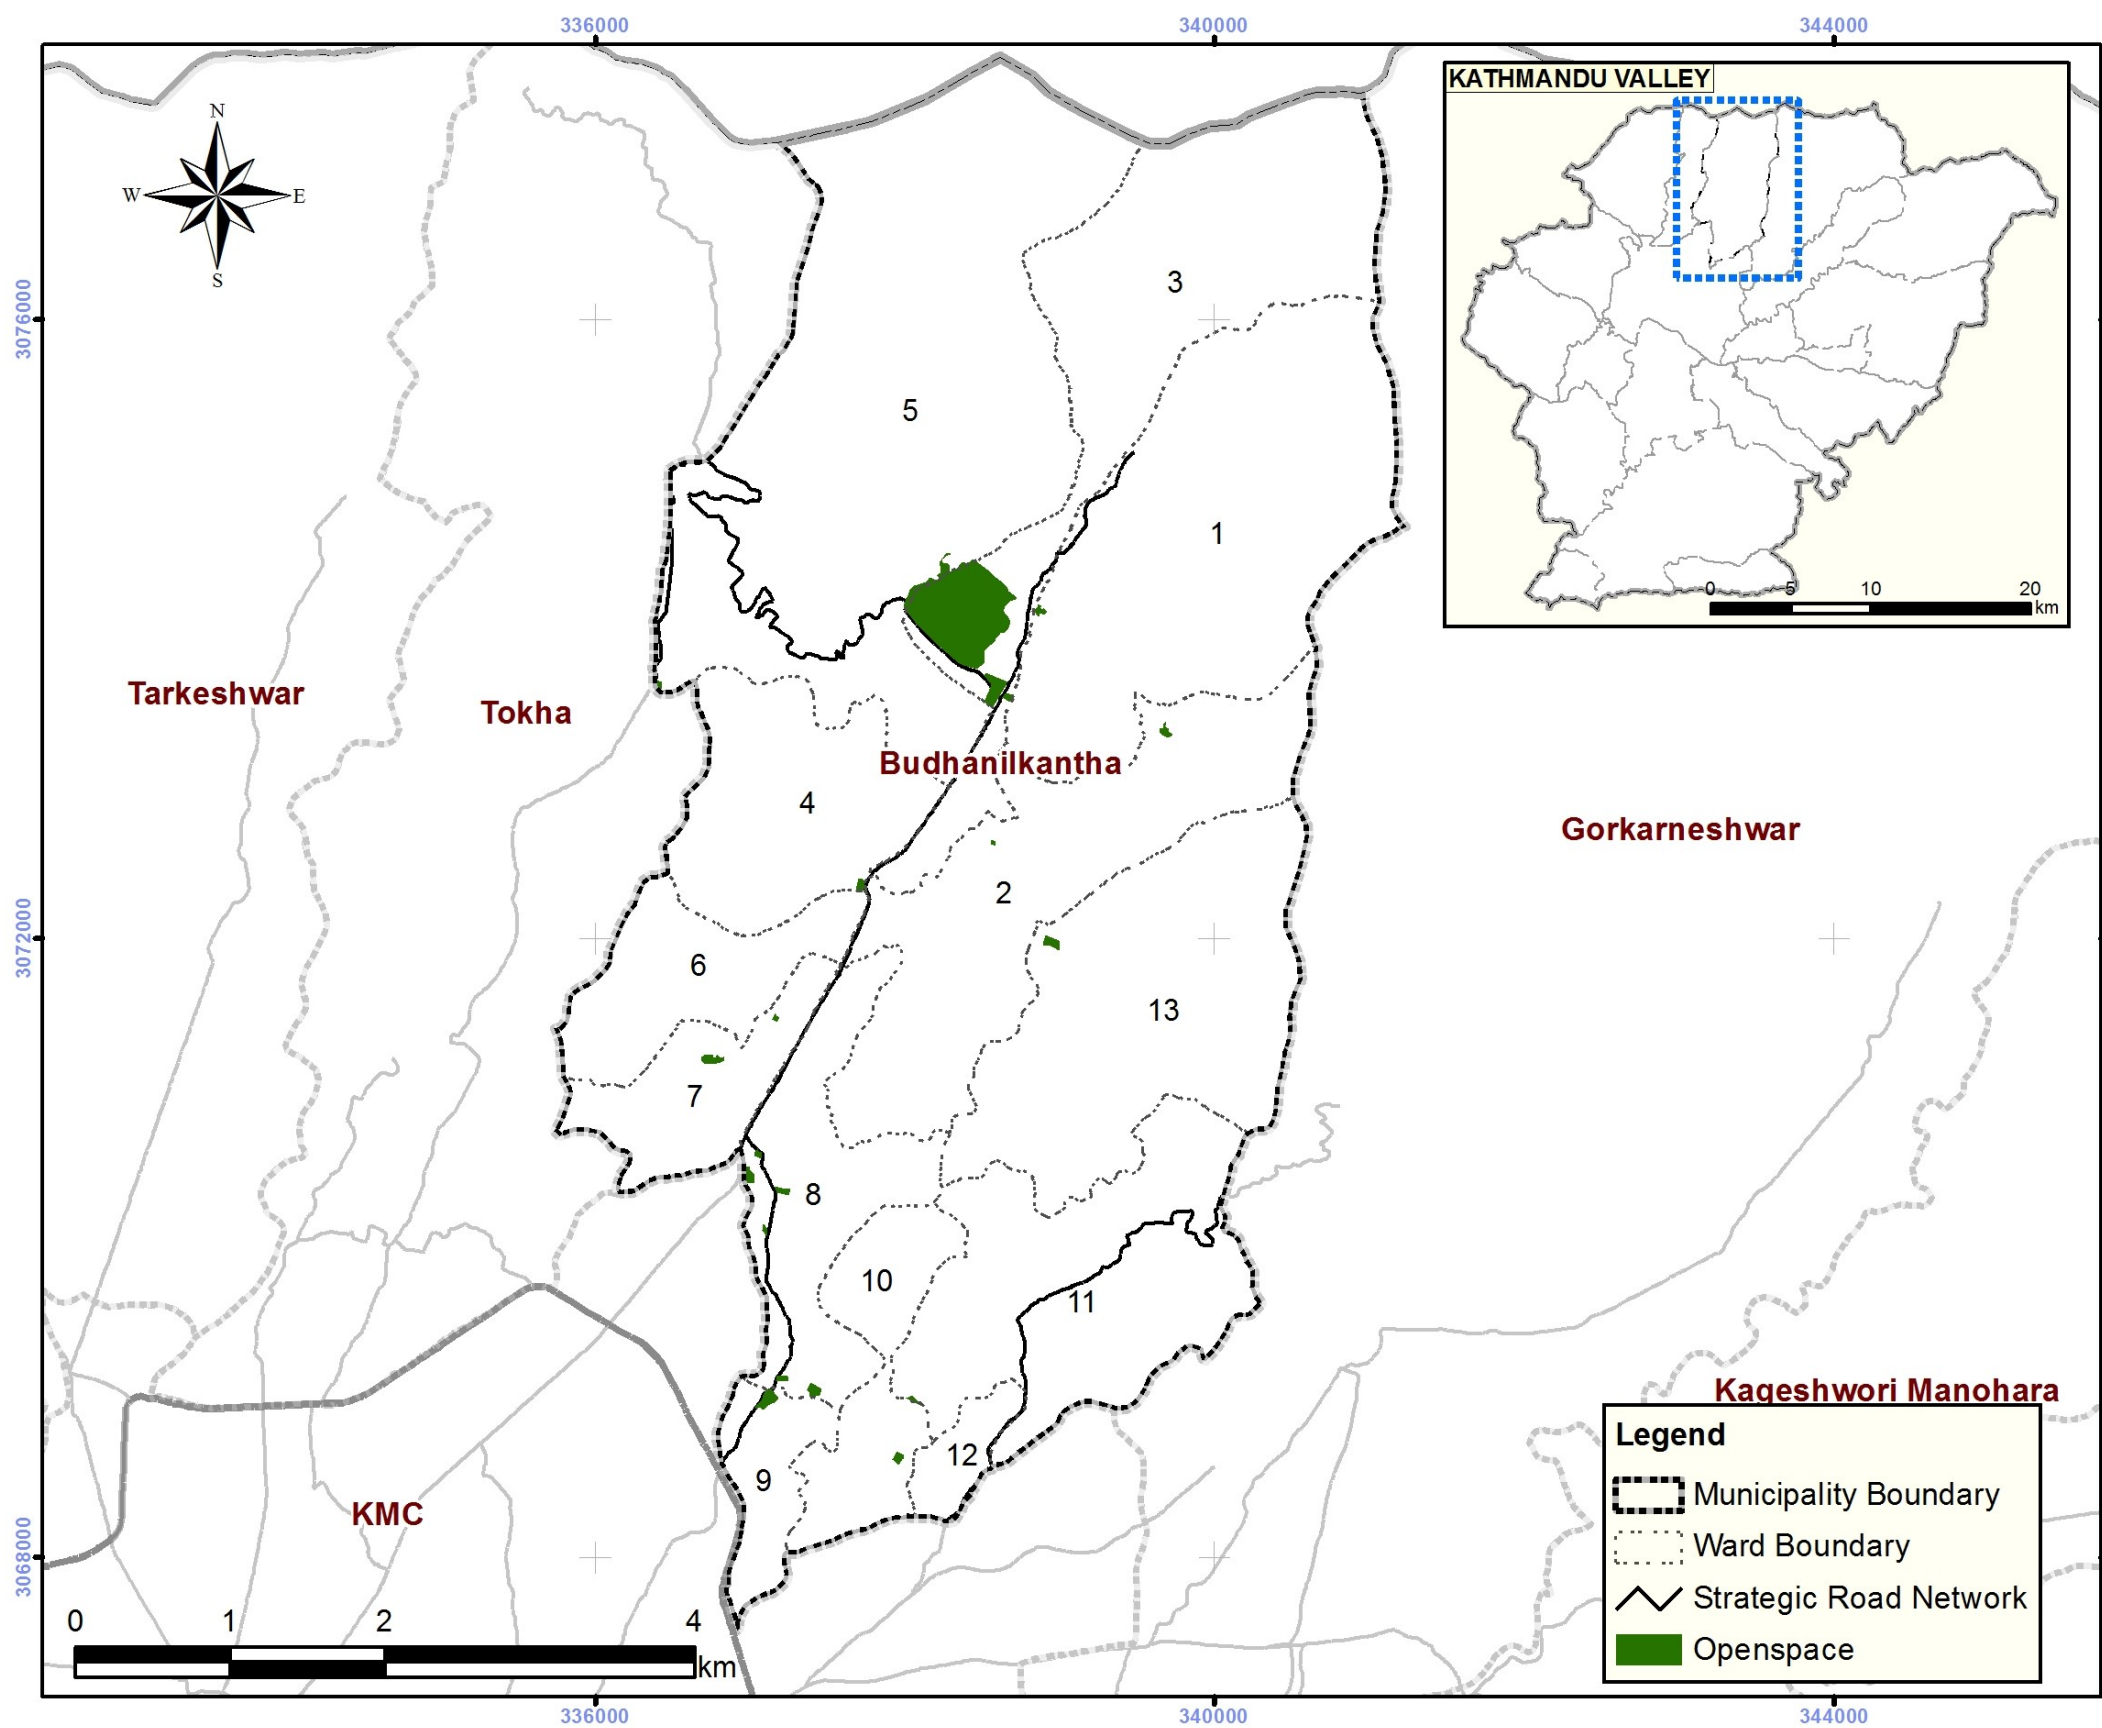 336000
340000
344000
KATHMANDU VALLEY
N
W
E
S
3076000
3
5
1
0
5
10
20
km
Tarkeshwar
Tokha
Budhanilkantha
4
Gorkarneshwar
2
3072000
6
13
7
8
10
11
Kageshwori Manohara
12
9
KMC
3068000
Legend
Municipality Boundary
Ward Boundary
Strategic Road Network
Openspace
0
1
2
4
km
336000
340000
344000